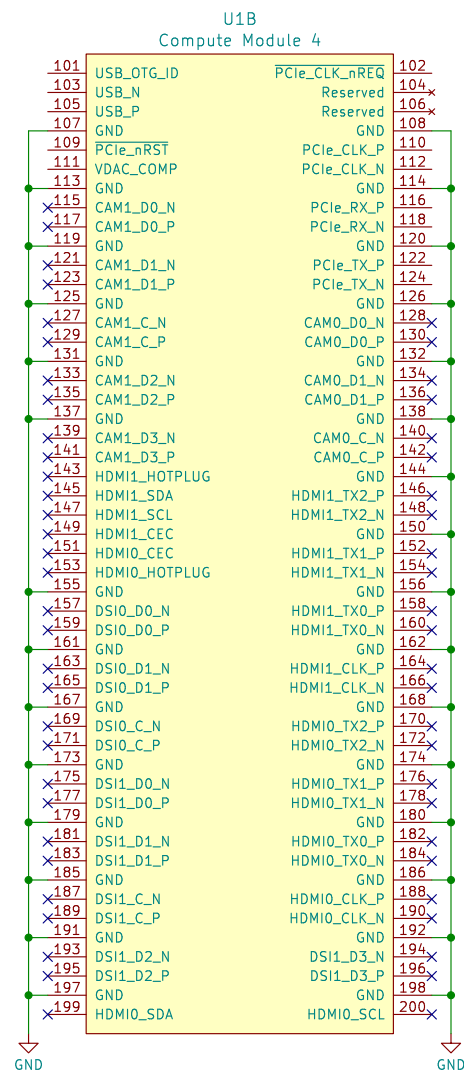 U1B
Compute Module 4
101 USB_OTG_ID PCIe_CLK_nREQ 102
103 USB_N Reserved 104
105 USB_P Reserved 106
107 GND GND 108
109 PCIe_nRST PCIe_CLK_P 110
111 VDAC_COMP PCIe_CLK_N 112
113 GND GND 114
115 CAM1_D0_N PCIe_RX_P 116
117 CAM1_D0_P PCIe_RX_N 118
119 GND GND 120
121 CAM1_D1_N PCIe_TX_P 122
123 CAM1_D1_P PCIe_TX_N 124
125 GND GND 126
127 CAM1_C_N CAM0_D0_N 128
129 CAM1_C_P CAM0_D0_P 130
131 GND GND 132
133 CAM1_D2_N CAM0_D1_N 134
135 CAM1_D2_P CAM0_D1_P 136
137 GND GND 138
139 CAM1_D3_N CAM0_C_N 140
141 CAM1_D3_P CAM0_C_P 142
143 HDMI1_HOTPLUG GND 144
145 HDMI1_SDA HDMI1_TX2_P 146
147 HDMI1_SCL HDMI1_TX2_N 148
149 HDMI1_CEC GND 150
151 HDMI0_CEC HDMI1_TX1_P 152
153 HDMI0_HOTPLUG HDMI1_TX1_N 154
155 GND GND 156
157 DSI0_D0_N HDMI1_TX0_P 158
159 DSI0_D0_P HDMI1_TX0_N 160
161 GND GND 162
163 DSI0_D1_N HDMI1_CLK_P 164
165 DSI0_D1_P HDMI1_CLK_N 166
167 GND GND 168
169 DSI0_C_N HDMI0_TX2_P 170
171 DSI0_C_P HDMI0_TX2_N 172
173 GND GND 174
175 DSI1_D0_N HDMI0_TX1_P 176
177 DSI1_D0_P HDMI0_TX1_N 178
179 GND GND 180
181 DSI1_D1_N HDMI0_TX0_P 182
183 DSI1_D1_P HDMI0_TX0_N 184
185 GND GND 186
187 DSI1_C_N HDMI0_CLK_P 188
189 DSI1_C_P HDMI0_CLK_N 190
191 GND GND 192
193 DSI1_D2_N DSI1_D3_N 194
195 DSI1_D2_P DSI1_D3_P 196
197 GND GND 198
199 HDMI0_SDA HDMI0_SCL 200
GND GND